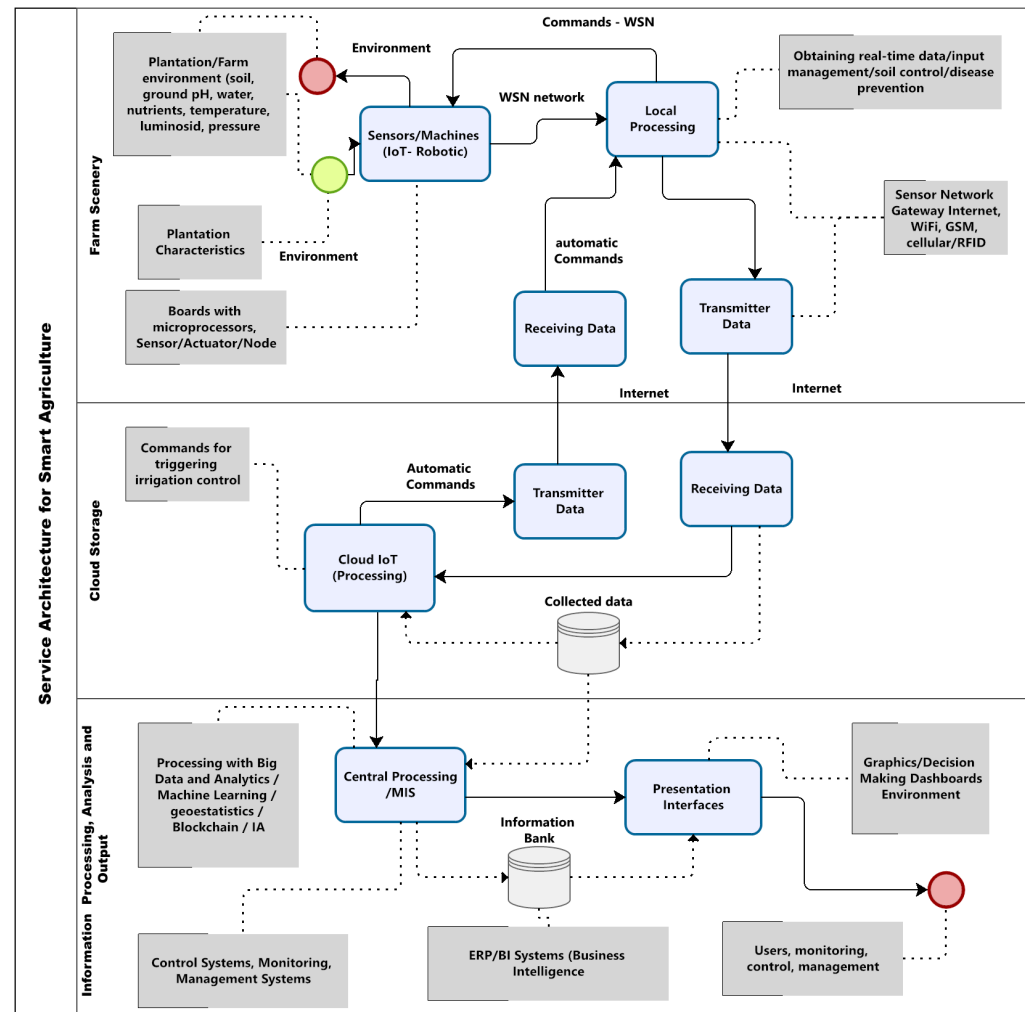 Service Architecture for Smart Agriculture
Farm Scenery
Commands - WSN
Environment
Plantation/Farm
environment (soil,
ground pH, water,
nutrients, temperature,
luminosid, pressure
Obtaining real-time data/input
management/soil control/disease
prevention
WSN network
Sensors/Machines
(IoT- Robotic)
Local
Processing
Plantation
Characteristics
Environment
automatic
Commands
Sensor Network
Gateway Internet,
WiFi, GSM,
cellular/RFID
Boards with
microprocessors,
Sensor/Actuator/Node
Receiving Data
Transmitter
Data
Internet
Internet
Cloud Storage
Commands for
triggering
irrigation control
Automatic
Commands
Transmitter
Data
Receiving Data
Cloud IoT
(Processing)
Collected data
Information Processing, Analysis and
Output
Processing with Big
Data and Analytics /
Machine Learning /
geoestatistics /
Blockchain / IA
Central Processing
/MIS
Presentation
Interfaces
Graphics/Decision
Making Dashboards
Environment
Information
Bank
Control Systems, Monitoring,
Management Systems
ERP/BI Systems (Business
Intelligence
Users, monitoring,
control, management